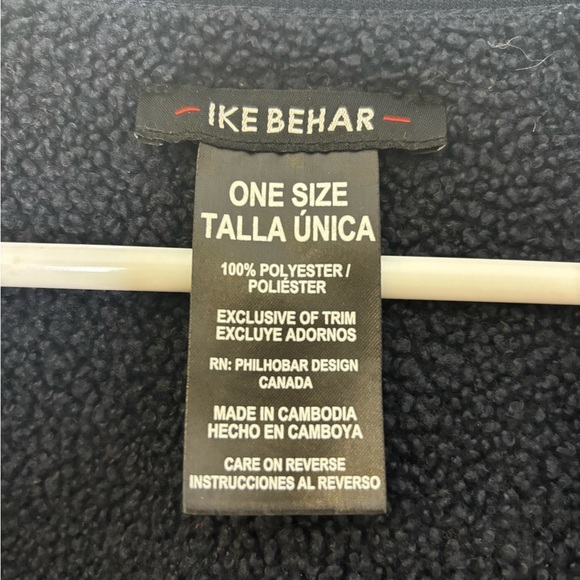 IKE BEHAR
ONE SIZE
TALLA ÚNICA
100% POLYESTER /
POLIÉSTER
EXCLUSIVE OF TRIM
EXCLUYE ADORNOS
RN: PHILHOBAR DESIGN
CANADA
MADE IN CAMBODIA
HECHO EN CAMBOYA
CARE ON REVERSE
INSTRUCCIONES AL REVERSO